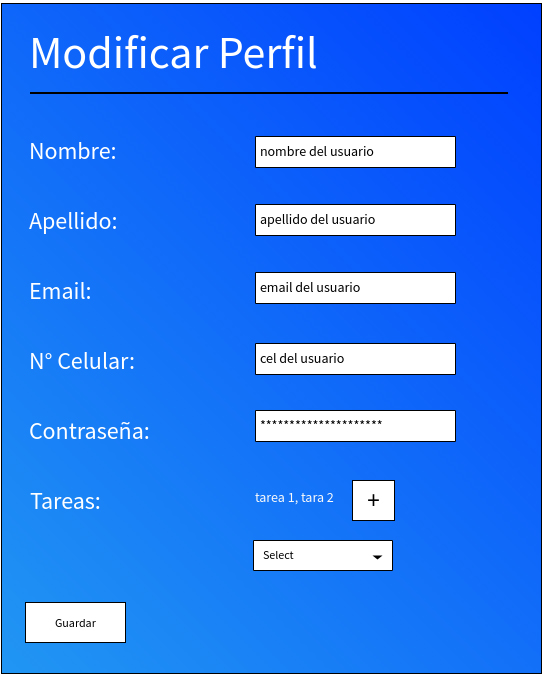 Modificar Perfil
Nombre: nombre del usuario
Apellido: apellido del usuario
Email: email del usuario
N° Celular: cel del usuario
Contraseña: *********************
Tareas: tarea 1, tara 2 +
Select
Guardar